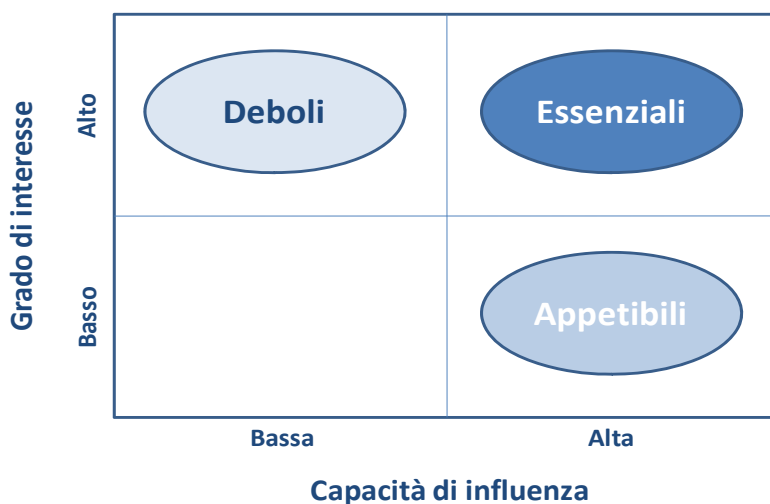 Grado di interesse
Alto
Deboli
Essenziali
Basso
Appetibili
Bassa
Alta
Capacità di influenza